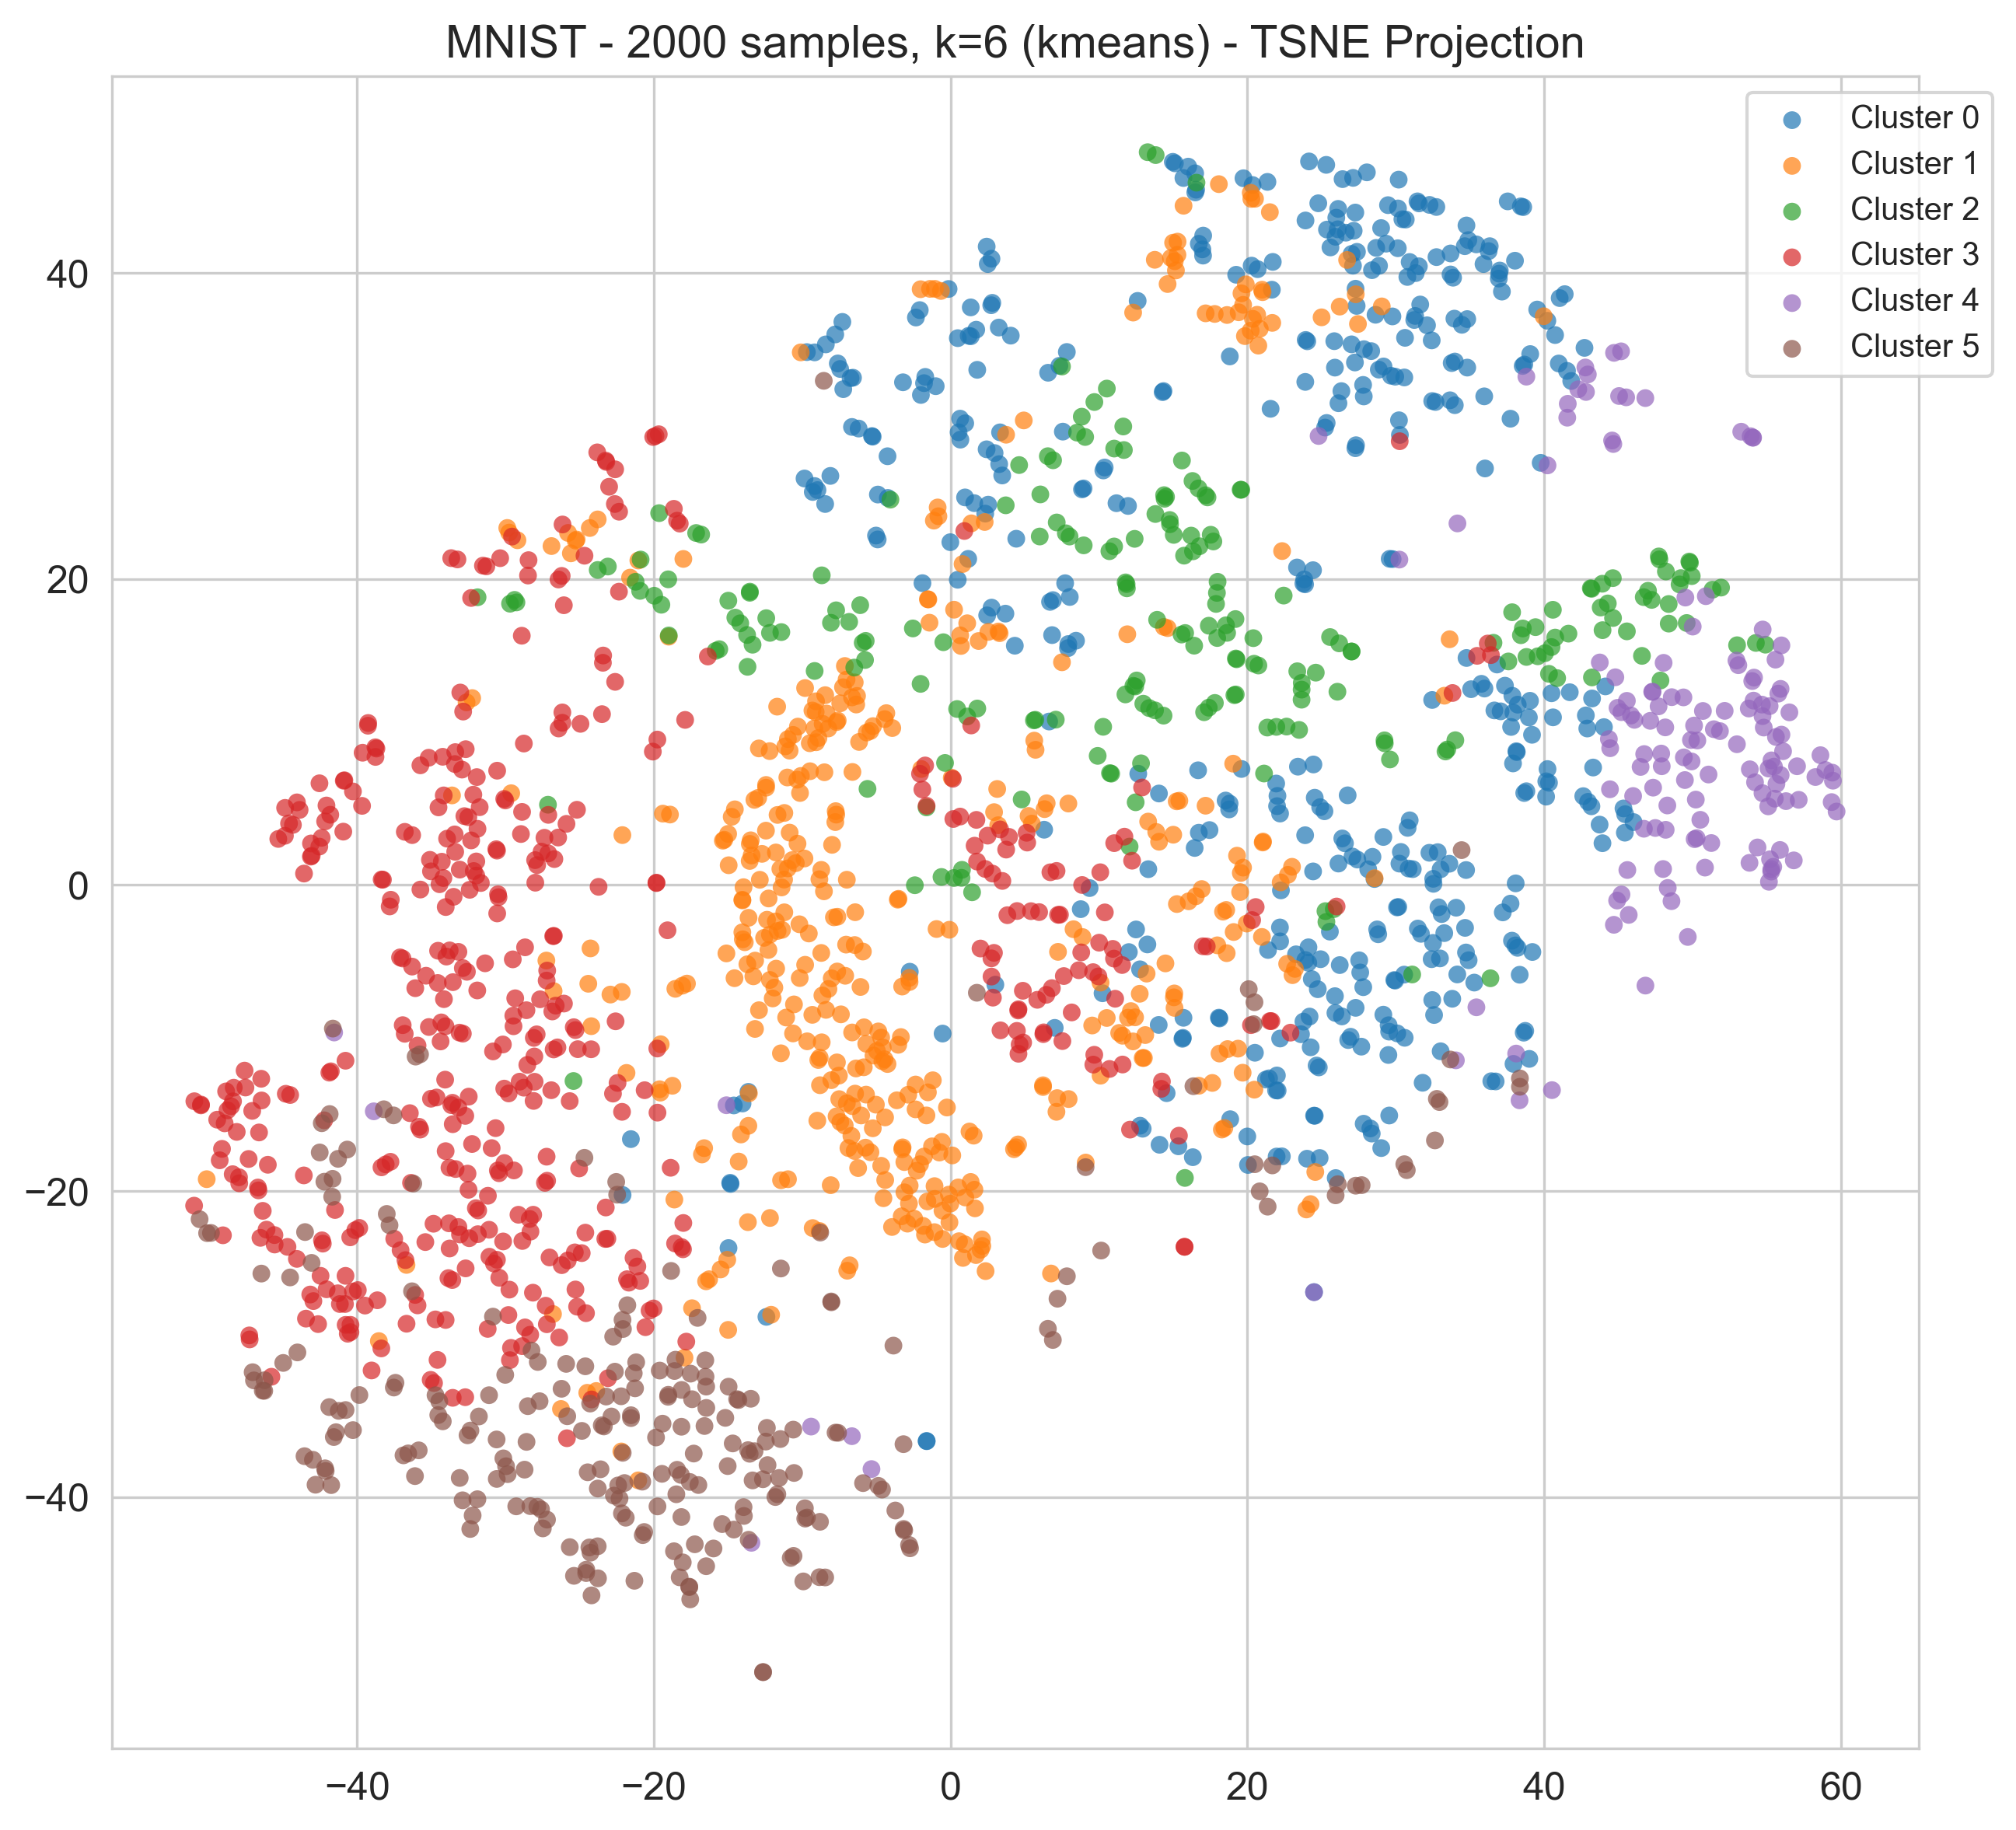 MNIST - 2000 samples, k=6 (kmeans) - TSNE Projection
Cluster 0
Cluster 1
Cluster 2
Cluster 3
Cluster 4
Cluster 5
40
20
0
−20
−40
−40 −20 0 20 40 60